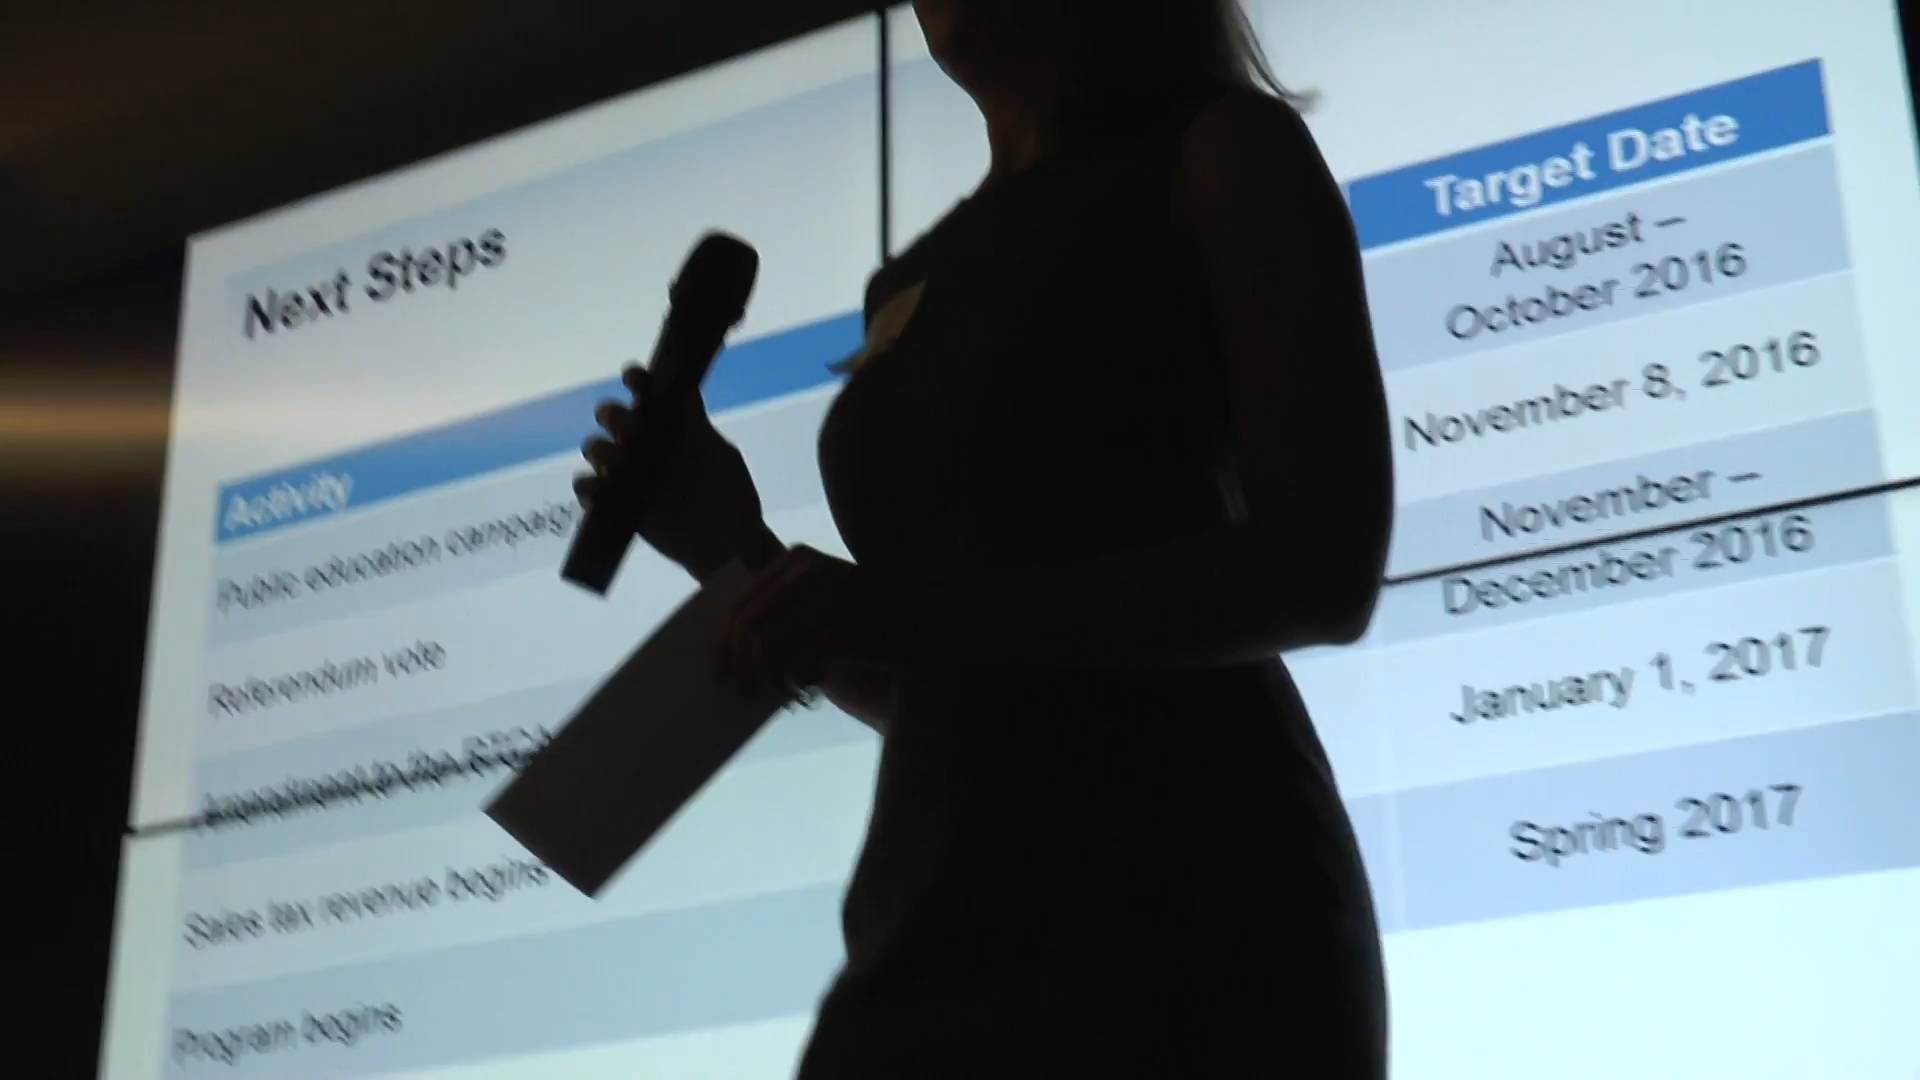 Next Steps
Activity
Target Date
Public education campaign
August –
October 2016
Referendum vote
November 8, 2016
November –
December 2016
Sales tax revenue begins
January 1, 2017
Program begins
Spring 2017